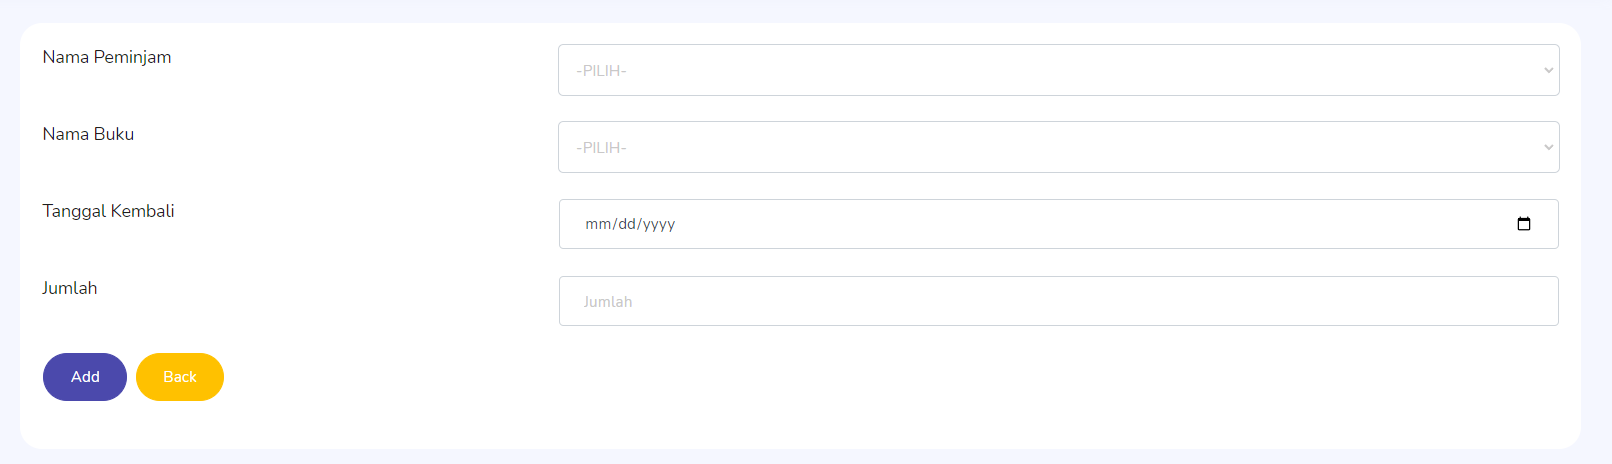 Nama Peminjam
-PILIH-
Nama Buku
-PILIH-
Tanggal Kembali
mm/dd/yyyy
Jumlah
Jumlah
Add Back